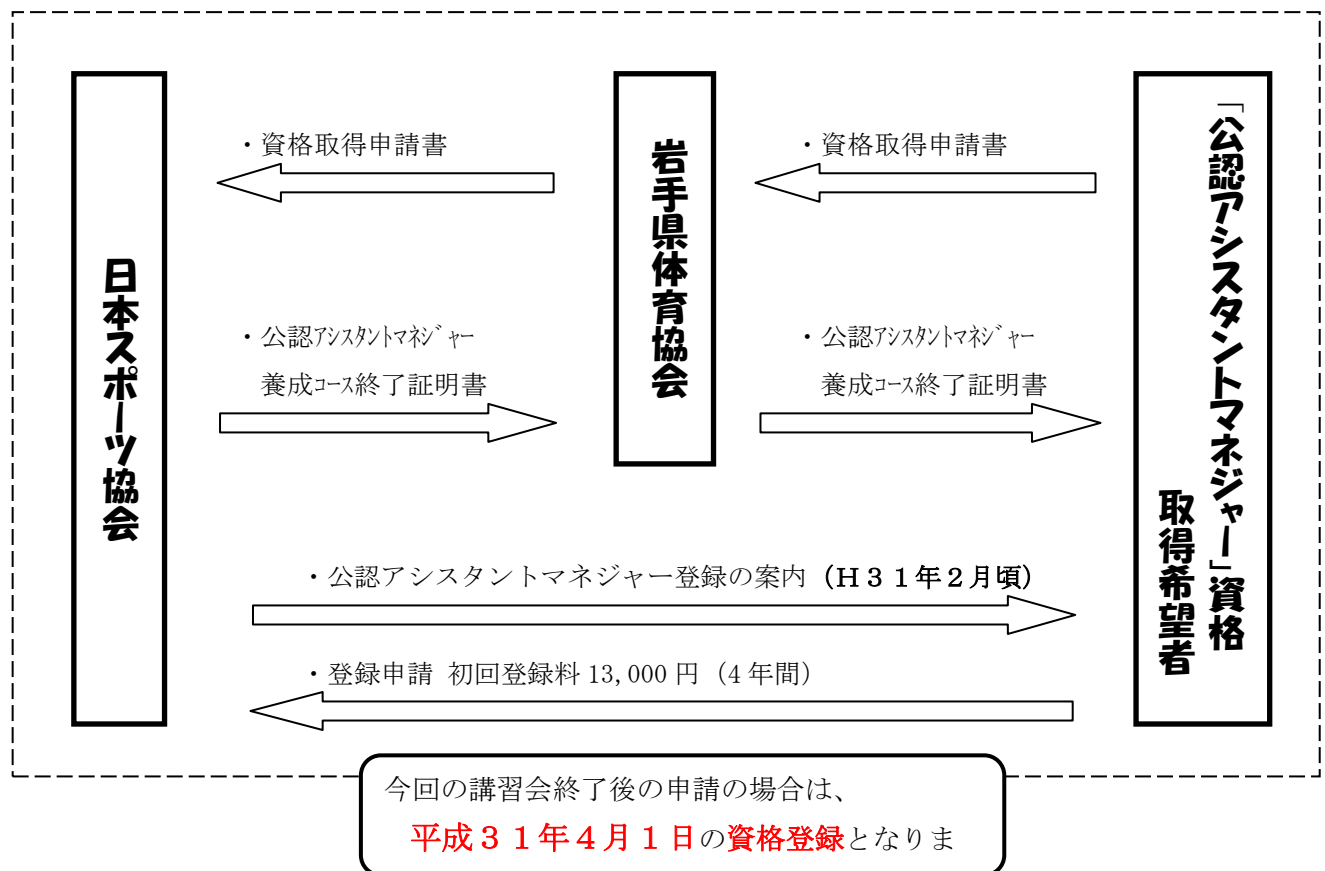 日本スポーツ協会
岩手県体育協会
「公認アシスタントマネジャー」資格
取得希望者
・資格取得申請書
・資格取得申請書
・公認ｱｼｽﾀﾝﾄﾏﾈｼﾞｬｰ
養成ｺｰｽ終了証明書
・公認ｱｼｽﾀﾝﾄﾏﾈｼﾞｬｰ
養成ｺｰｽ終了証明書
・公認アシスタントマネジャー登録の案内（H３１年２月頃）
・登録申請 初回登録料 13,000 円（4 年間）
今回の講習会終了後の申請の場合は、
平成３１年４月１日の資格登録となりま